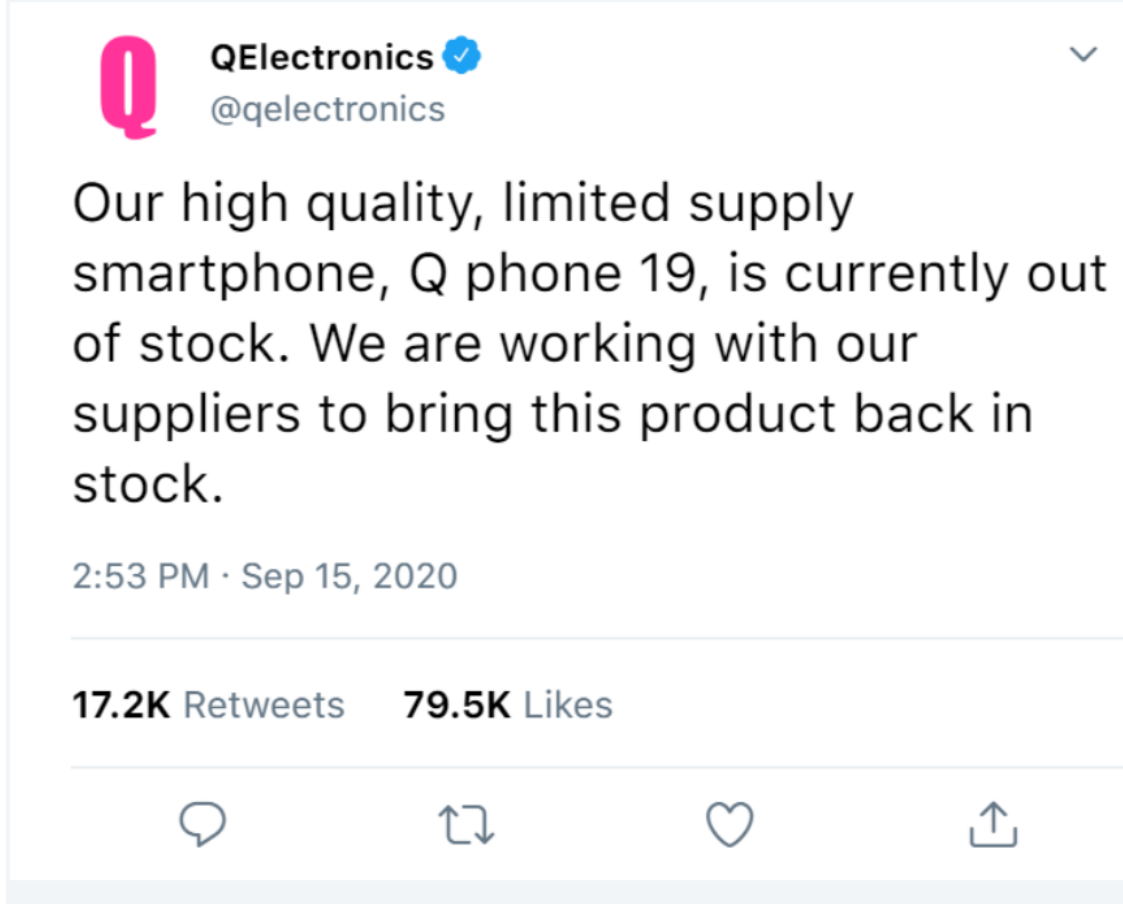 Q
QElectronics
@qelectronics
Our high quality, limited supply
smartphone, Q phone 19, is currently out
of stock. We are working with our
suppliers to bring this product back in
stock.
2:53 PM · Sep 15, 2020
17.2K Retweets 79.5K Likes